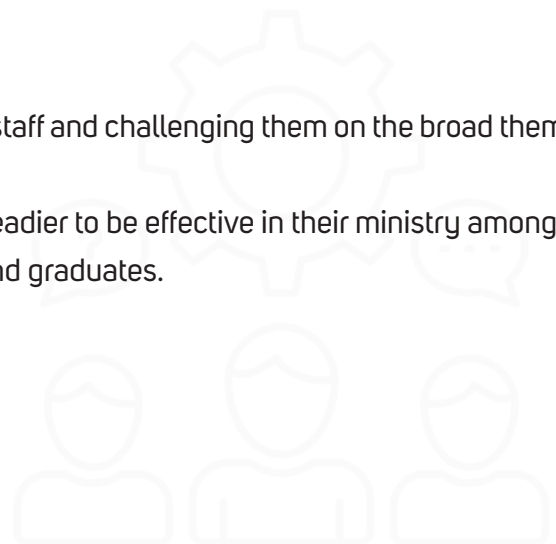 staff and challenging them on the broad them
eadier to be effective in their ministry among
nd graduates.